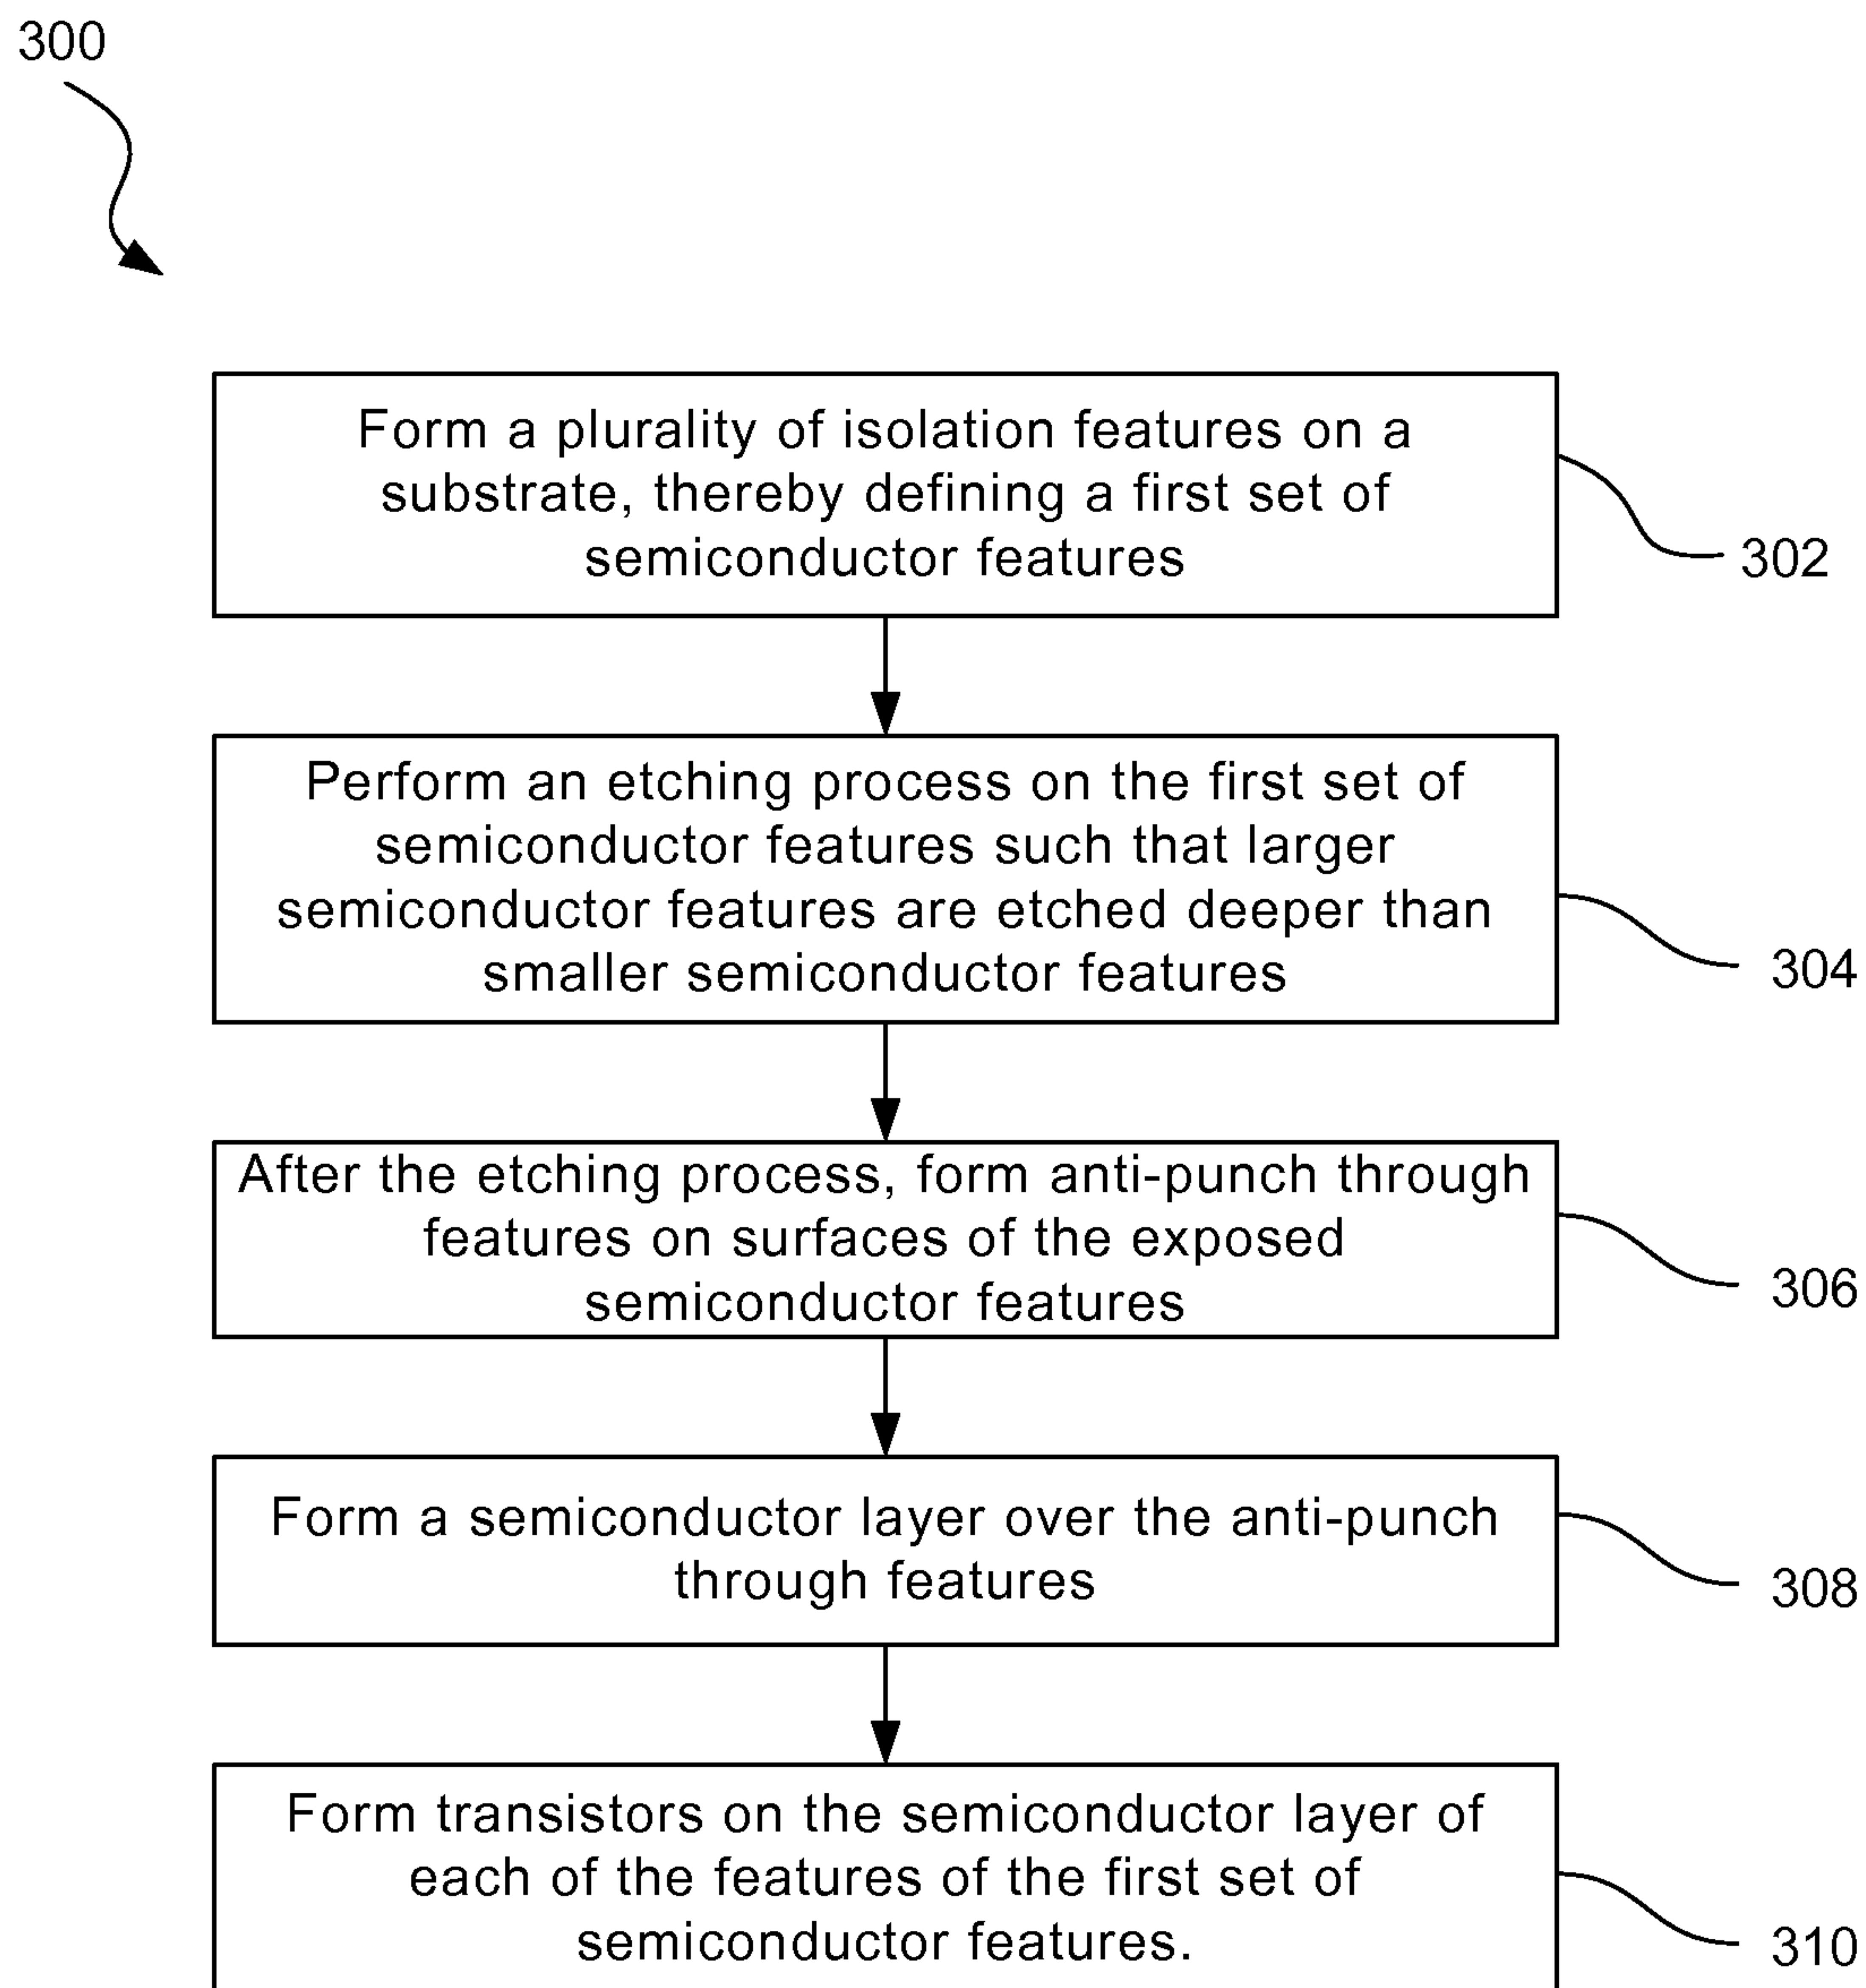 300
Form a plurality of isolation features on a
substrate, thereby defining a first set of
semiconductor features
302
Perform an etching process on the first set of
semiconductor features such that larger
semiconductor features are etched deeper than
smaller semiconductor features
304
After the etching process, form anti-punch through
features on surfaces of the exposed
semiconductor features
306
Form a semiconductor layer over the anti-punch
through features
308
Form transistors on the semiconductor layer of
each of the features of the first set of
semiconductor features.
310